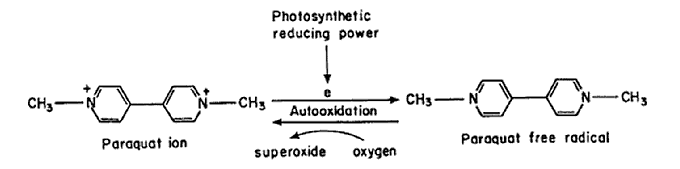 Photosynthetic
reducing power
e
CH3 N+ N+ CH3
Autooxidation
CH3 N N CH3
Paraquat ion
superoxide oxygen
Paraquat free radical